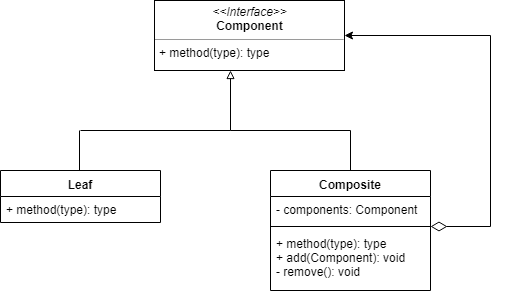 <<Interface>>
Component
+ method(type): type
Leaf
+ method(type): type
Composite
- components: Component
+ method(type): type
+ add(Component): void
- remove(): void